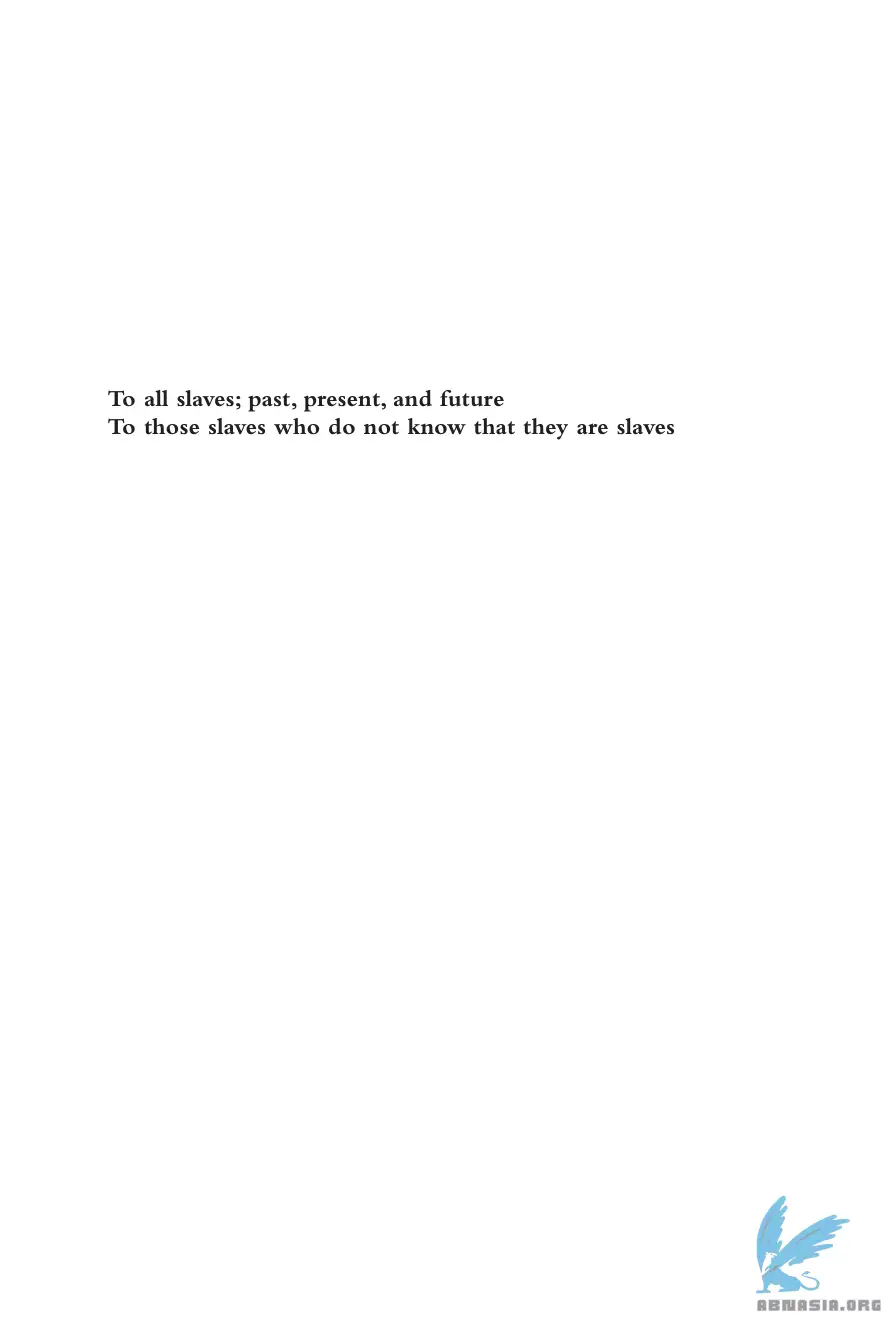 To all slaves; past, present, and future
To those slaves who do not know that they are slaves
ABNASIA.ORG